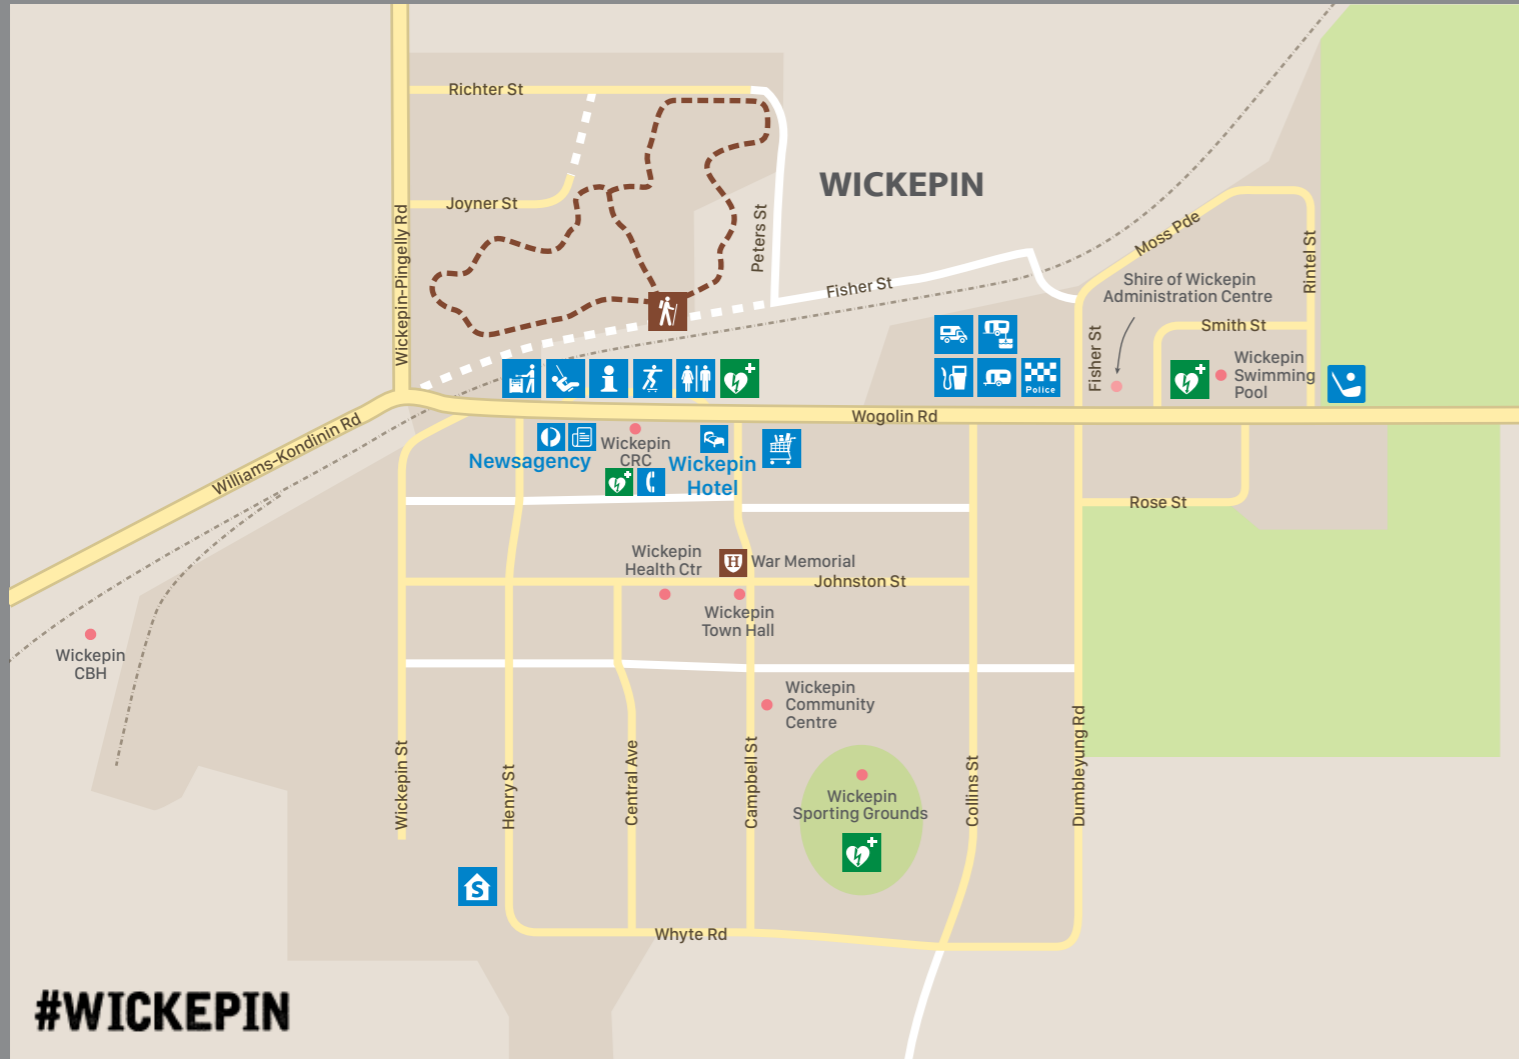 Richter St
WICKEPIN
Joyner St
Wickepin-Pingelly Rd
Peters St
Moss Pde
Rintel St
Fisher St
Shire of Wickepin
Administration Centre
Smith St
Fisher St
Wickepin
Swimming
Pool
Police
Wogolin Rd
Williams-Kondinin Rd
Newsagency
Wickepin
CRC
Wickepin
Hotel
Rose St
Wickepin
Health Ctr
H
War Memorial
Johnston St
Wickepin
Town Hall
Wickepin
CBH
Wickepin
Community
Centre
Wickepin St
Henry St
Central Ave
Campbell St
Collins St
Dumbleyung Rd
Wickepin
Sporting Grounds
S
Whyte Rd
#WICKEPIN